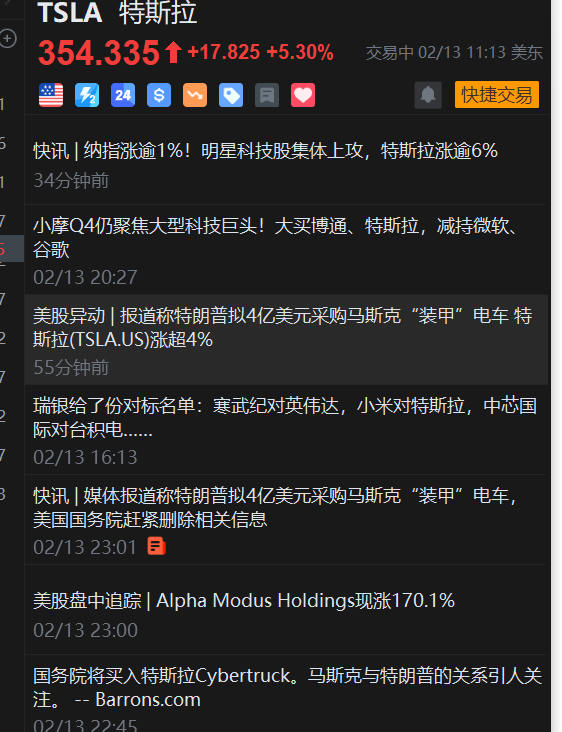 TSLA 特斯拉
354.335 +17.825 +5.30% 交易中 02/13 11:13 美东
24 快捷交易
快讯 | 纳指涨逾1%！明星科技股集体上攻，特斯拉涨逾6%
34分钟前
小摩Q4仍聚焦大型科技巨头！大买博通、特斯拉，减持微软、
谷歌
02/13 20:27
美股异动 | 报道称特朗普拟4亿美元采购马斯克“装甲”电车 特
斯拉(TSLA.US)涨超4%
55分钟前
瑞银给了份对标名单：寒武纪对英伟达，小米对特斯拉，中芯国
际对台积电......
02/13 16:13
快讯 | 媒体报道称特朗普拟4亿美元采购马斯克“装甲”电车，
美国国务院赶紧删除相关信息
02/13 23:01
美股盘中追踪 | Alpha Modus Holdings现涨170.1%
02/13 23:00
国务院将买入特斯拉Cybertruck。马斯克与特朗普的关系引人关
注。 -- Barrons.com
02/13 22:45